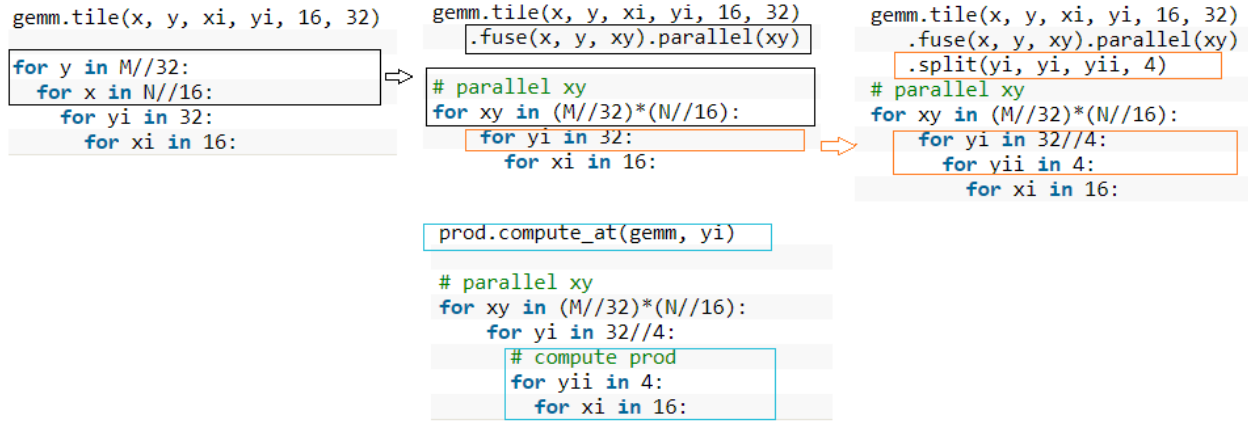 gemm.tile(x, y, xi, yi, 16, 32)
for y in M//32:
for x in N//16:
for yi in 32:
for xi in 16:
gemm.tile(x, y, xi, yi, 16, 32)
.fuse(x, y, xy).parallel(xy)
# parallel xy
for xy in (M//32)*(N//16):
for yi in 32:
for xi in 16:
gemm.tile(x, y, xi, yi, 16, 32)
.fuse(x, y, xy).parallel(xy)
.split(yi, yi, yii, 4)
# parallel xy
for xy in (M//32)*(N//16):
for yi in 32//4:
for yii in 4:
for xi in 16:
prod.compute_at(gemm, yi)
# parallel xy
for xy in (M//32)*(N//16):
for yi in 32//4:
# compute prod
for yii in 4:
for xi in 16: